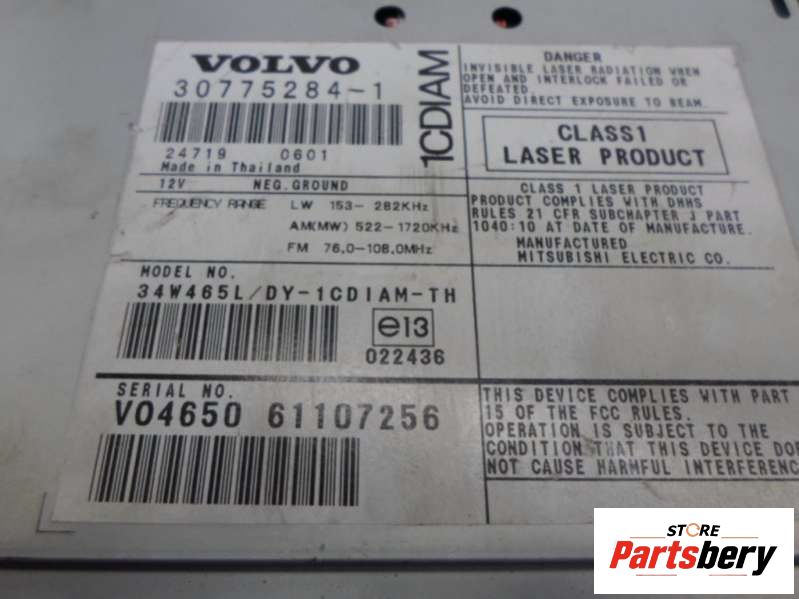 VOLVO
30775284-1
1CDIAM
24719 0601
Made in Thailand
12V NEG.GROUND
FREQUENCY RANGE LW 153- 282KHz
AM(MW) 522-1720KHz
FM 76.0-108.0MHz
MODEL NO.
34W465L/DY-1CDIAM-TH
e13
022436
SERIAL NO.
VO4650 61107256
DANGER
INVISIBLE LASER RADIATION WHEN
OPEN AND INTERLOCK FAILED OR
DEFEATED.
AVOID DIRECT EXPOSURE TO BEAM.
CLASS1
LASER PRODUCT
CLASS 1 LASER PRODUCT
PRODUCT COMPLIES WITH DHHS
RULES 21 CFR SUBCHAPTER J PART
1040:10 AT DATE OF MANUFACTURE.
MANUFACTURED
MITSUBISHI ELECTRIC CO.
THIS DEVICE COMPLIES WITH PART
15 OF THE FCC RULES.
OPERATION IS SUBJECT TO THE
CONDITION THAT THIS DEVICE DOE
NOT CAUSE HARMFUL INTERFERENC
STORE
Partsbery